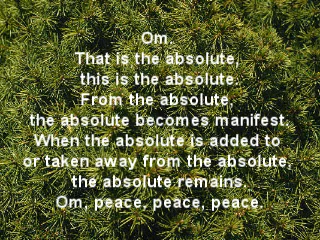 Om.
That is the absolute,
this is the absolute.
From the absolute,
the absolute becomes manifest.
When the absolute is added to
or taken away from the absolute,
the absolute remains.
Om, peace, peace, peace.